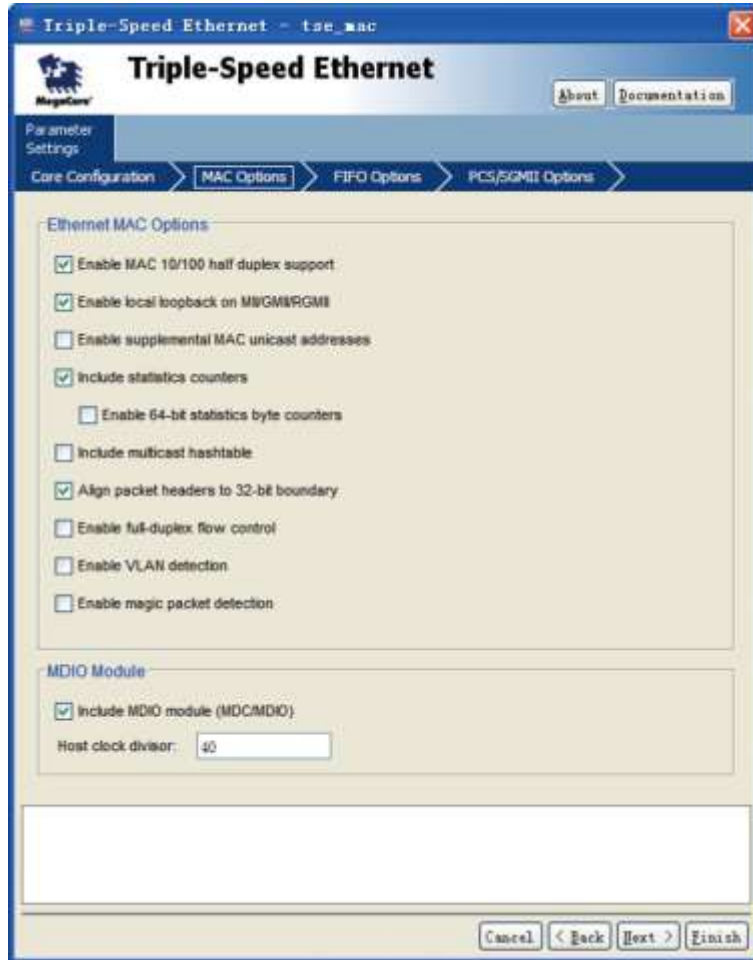 Triple-Speed Ethernet - tse_mac
Triple-Speed Ethernet
MegaCore'
About
Documentation
Parameter
Settings
Core Configuration
MAC Options
FIFO Options
PCS/SGMII Options
Ethernet MAC Options
Enable MAC 10/100 half duplex support
Enable local loopback on MII/GMII/RGMII
Enable supplemental MAC unicast addresses
Include statistics counters
Enable 64-bit statistics byte counters
Include multicast hashtable
Align packet headers to 32-bit boundary
Enable full-duplex flow control
Enable VLAN detection
Enable magic packet detection
MDIO Module
Include MDIO module (MDC/MDIO)
Host clock divisor: 40
Cancel
< Back
Next >
Finish